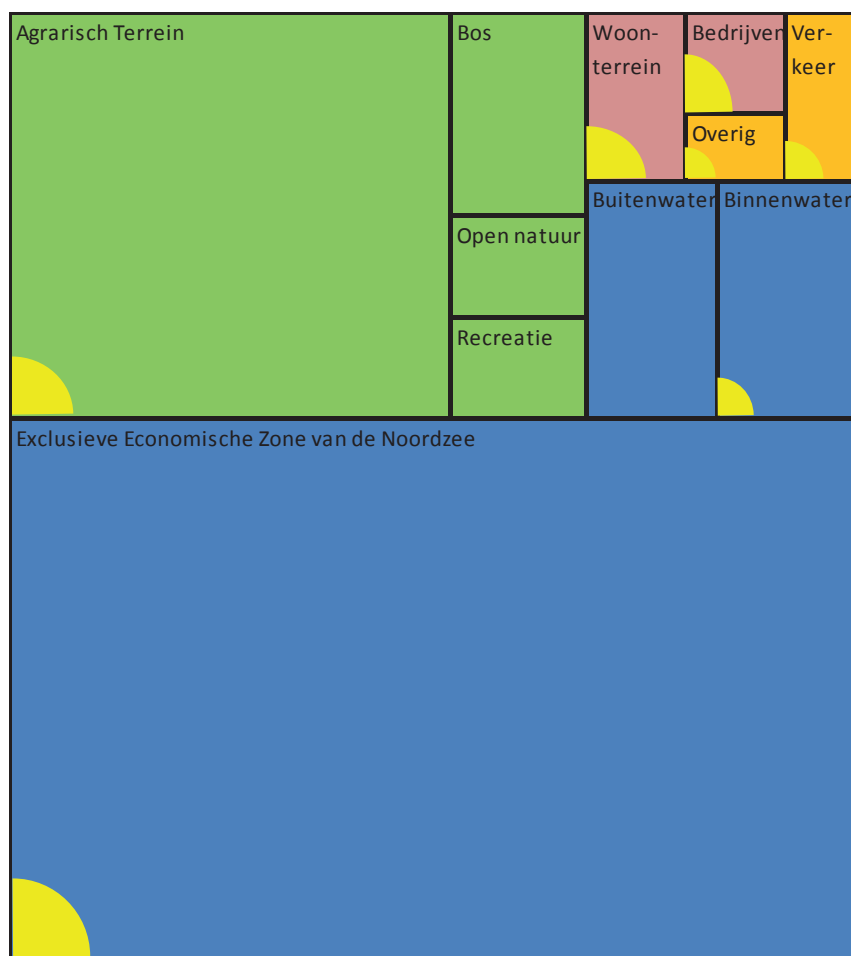 Agrarisch Terrein
Bos
Woon-
terrein
Bedrijven
Ver-
keer
Overig
Buitenwater
Binnenwater
Open natuur
Recreatie
Exclusieve Economische Zone van de Noordzee